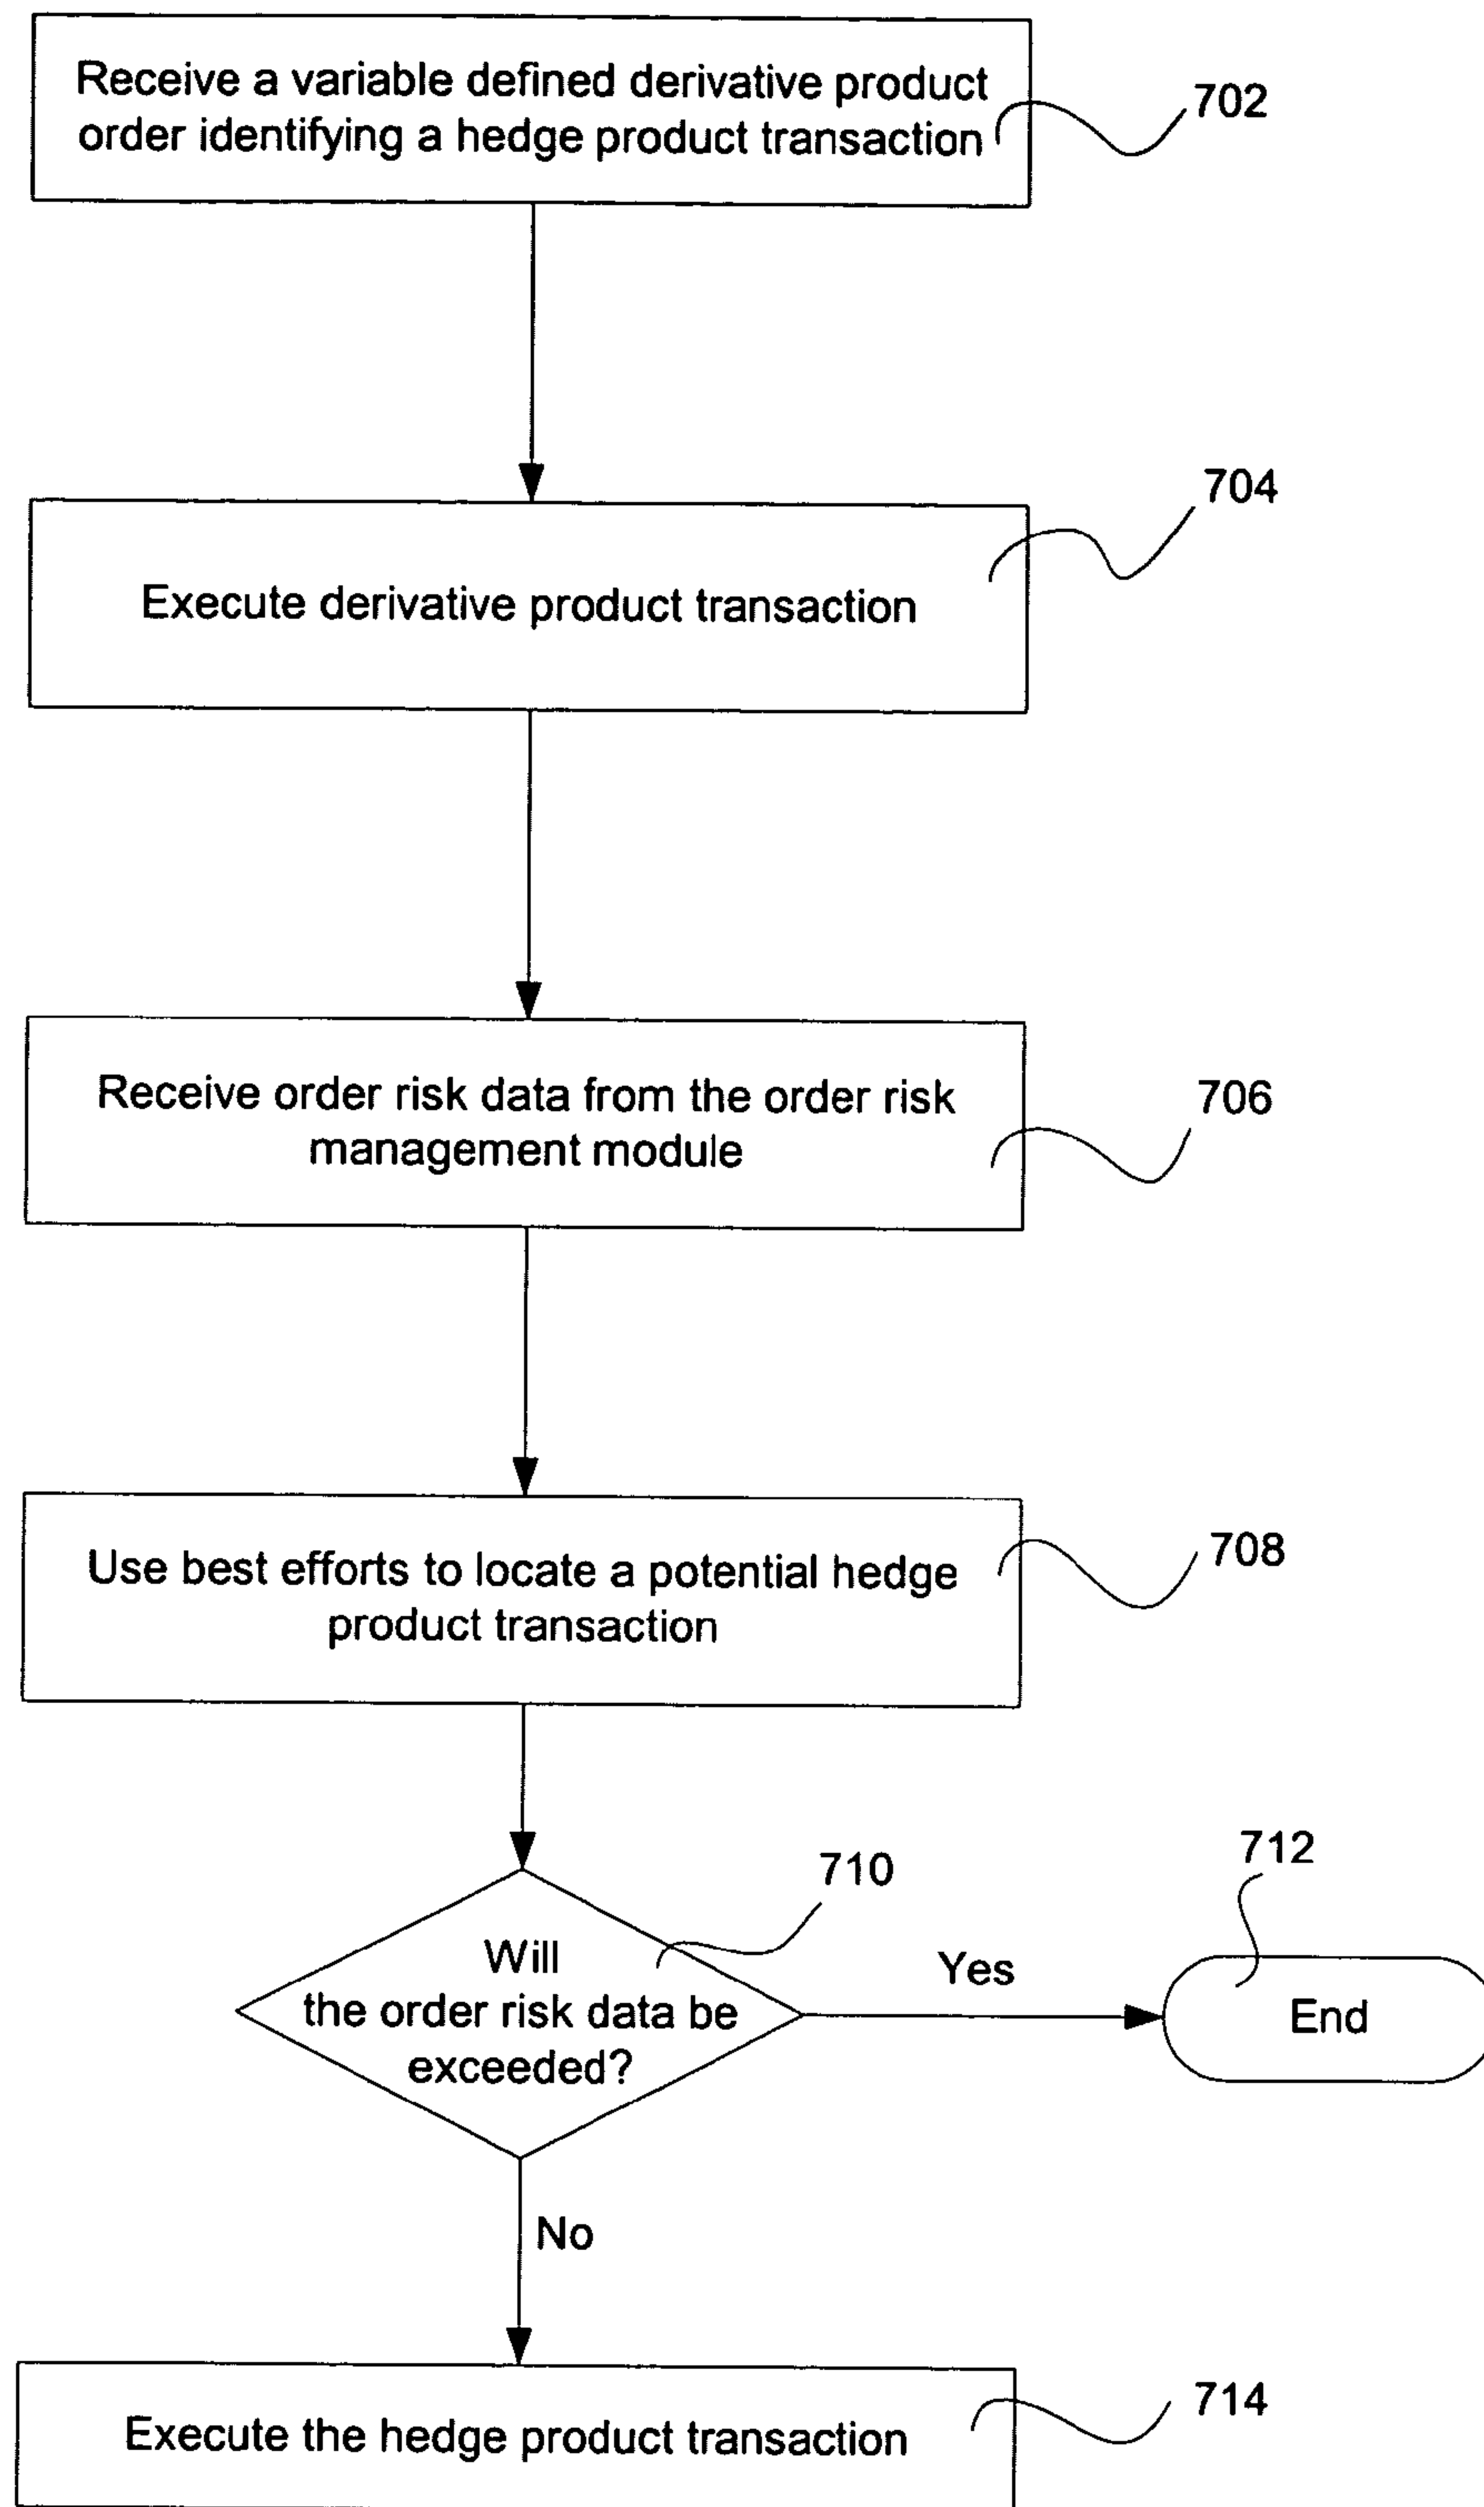 Receive a variable defined derivative product
order identifying a hedge product transaction
702
704
Execute derivative product transaction
Receive order risk data from the order risk
management module
706
Use best efforts to locate a potential hedge
product transaction
708
710
712
Will
the order risk data be
exceeded?
Yes
End
No
Execute the hedge product transaction
714